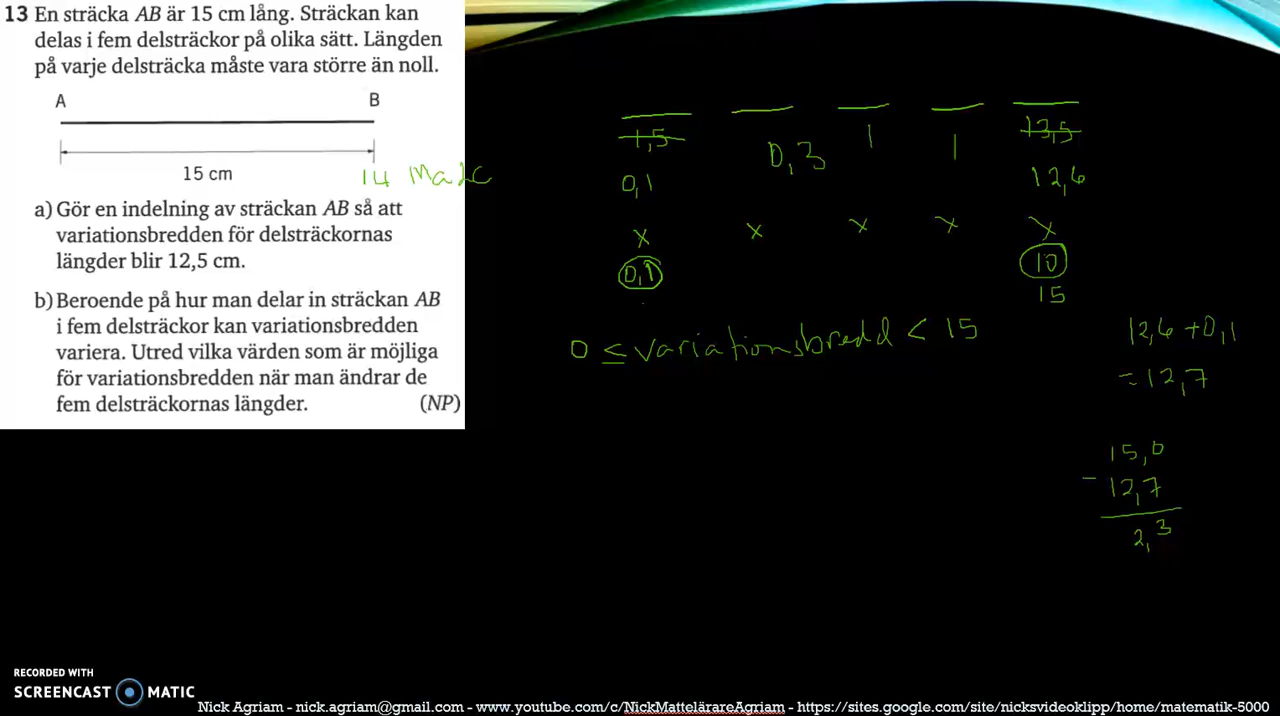 13 En sträcka AB är 15 cm lång. Sträckan kan
delas i fem delsträckor på olika sätt. Längden
på varje delsträcka måste vara större än noll.
A B
15 cm
14 Ma2c
a) Gör en indelning av sträckan AB så att
variationsbredden för delsträckornas
längder blir 12,5 cm.
b) Beroende på hur man delar in sträckan AB
i fem delsträckor kan variationsbredden
variera. Utred vilka värden som är möjliga
för variationsbredden när man ändrar de
fem delsträckornas längder. (NP)
1,5 0,3 1 1 13,5
0,1 12,6
x x x x x
0,1 10
15
0 ≤ variationsbredd < 15
12,6 + 0,1
= 12,7
15,0
- 12,7
2,3
RECORDED WITH
SCREENCAST MATIC
Nick Agriam - nick.agriam@gmail.com - www.youtube.com/c/NickMattelärareAgriam - https://sites.google.com/site/nicksvideoklipp/home/matematik-5000